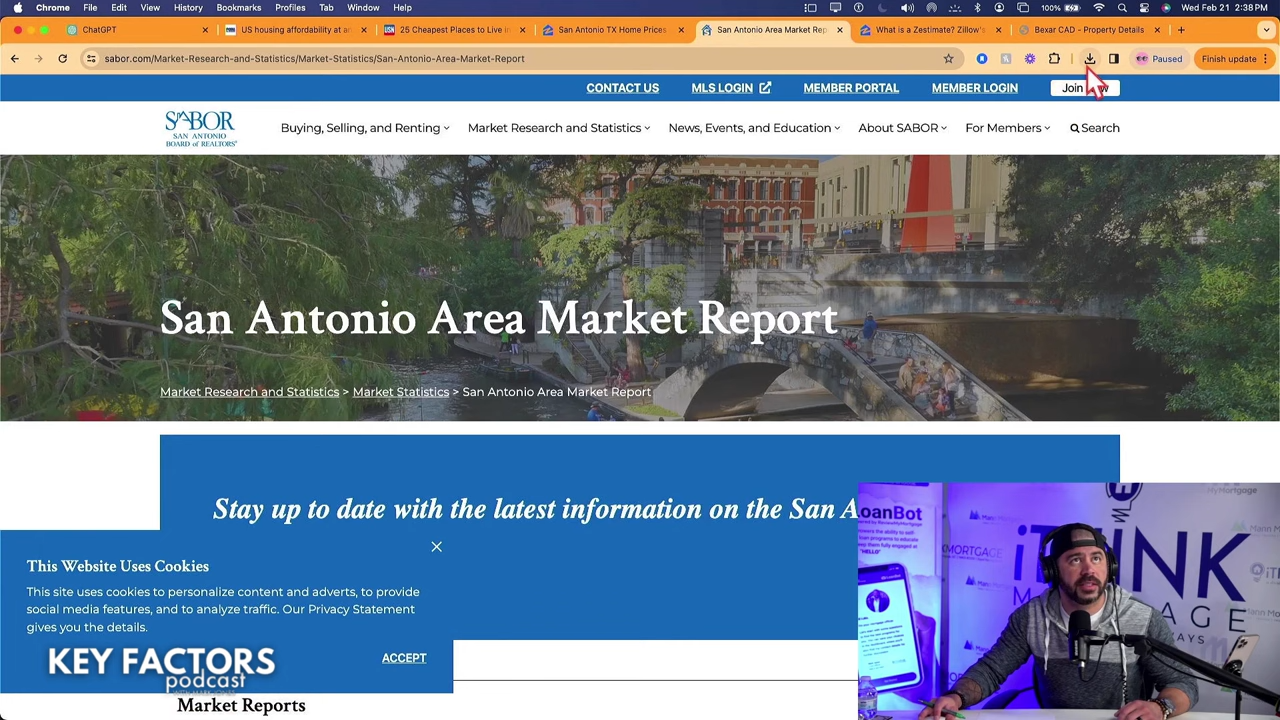 Chrome File Edit View History Bookmarks Profiles Tab Window Help
100% Wed Feb 21 2:38 PM
ChatGPT
US housing affordability at an
25 Cheapest Places to Live in
San Antonio TX Home Prices
San Antonio Area Market Rep
What is a Zestimate? Zillow's
Bexar CAD - Property Details
sabor.com/Market-Research-and-Statistics/Market-Statistics/San-Antonio-Area-Market-Report
Paused
Finish update
CONTACT US
MLS LOGIN
MEMBER PORTAL
MEMBER LOGIN
Join
SABOR
SAN ANTONIO
BOARD of REALTORS
Buying, Selling, and Renting
Market Research and Statistics
News, Events, and Education
About SABOR
For Members
Search
San Antonio Area Market Report
Market Research and Statistics > Market Statistics > San Antonio Area Market Report
Stay up to date with the latest information on the San A
This Website Uses Cookies
This site uses cookies to personalize content and adverts, to provide
social media features, and to analyze traffic. Our Privacy Statement
gives you the details.
ACCEPT
KEY FACTORS
podcast
Market Reports
LoanBot
"HELLO"
XMORTGAGE
iTHINK
Mann Mortgage